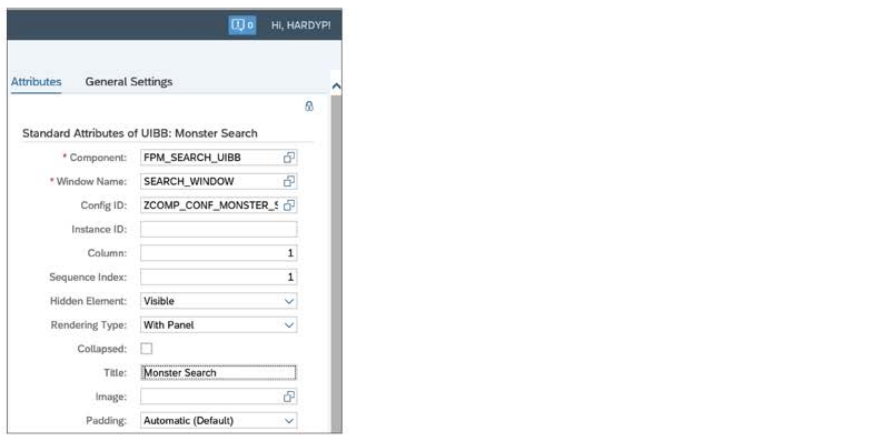 0 Hi, HARDYP!
Attributes General Settings
Standard Attributes of UIBB: Monster Search
* Component: FPM_SEARCH_UIBB
* Window Name: SEARCH_WINDOW
Config ID: ZCOMP_CONF_MONSTER_S
Instance ID:
Column: 1
Sequence Index: 1
Hidden Element: Visible
Rendering Type: With Panel
Collapsed:
Title: Monster Search
Image:
Padding: Automatic (Default)